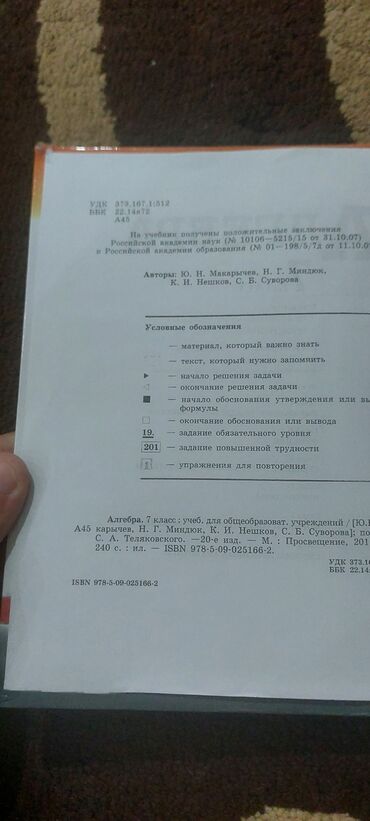 УДК 373.167.1:512
ББК 22.14я72
А45
На учебник получены положительные заключения
Российской академии наук (№ 10106—5215/15 от 31.10.07)
и Российской академии образования (№ 01—198/5/7д от 11.10.0
Авторы: Ю. Н. Макарычев, Н. Г. Миндюк,
К. И. Нешков, С. Б. Суворова
Условные обозначения
— материал, который важно знать
— текст, который нужно запомнить
► — начало решения задачи
◁ — окончание решения задачи
■ — начало обоснования утверждения или вы
формулы
□ — окончание обоснования или вывода
19. — задание обязательного уровня
201 — задание повышенной трудности
— упражнения для повторения
Алгебра. 7 класс : учеб. для общеобразоват. учреждений / [Ю.
А45 карычев, Н. Г. Миндюк, К. И. Нешков, С. Б. Суворова]; по
С. А. Теляковского. —20-е изд. — М. : Просвещение, 201
240 с. : ил. — ISBN 978-5-09-025166-2.
УДК 373.16
ББК 22.14
ISBN 978-5-09-025166-2